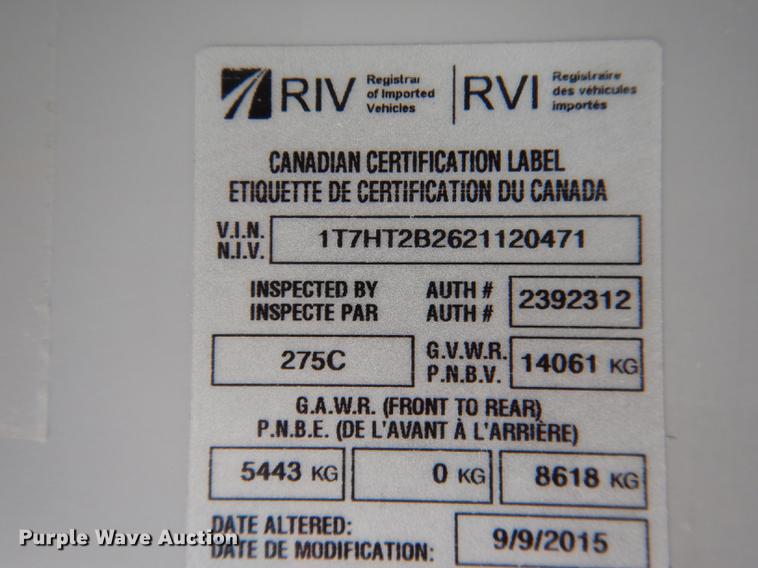 RIV Registrar of Imported Vehicles RVI Registraire des véhicules importés
CANADIAN CERTIFICATION LABEL
ETIQUETTE DE CERTIFICATION DU CANADA
V.I.N. N.I.V. 1T7HT2B2621120471
INSPECTED BY AUTH # 2392312
INSPECTE PAR AUTH #
275C G.V.W.R. P.N.B.V. 14061 KG
G.A.W.R. (FRONT TO REAR)
P.N.B.E. (DE L'AVANT À L'ARRIÈRE)
5443 KG 0 KG 8618 KG
DATE ALTERED: 9/9/2015
DATE DE MODIFICATION:
Purple Wave Auction